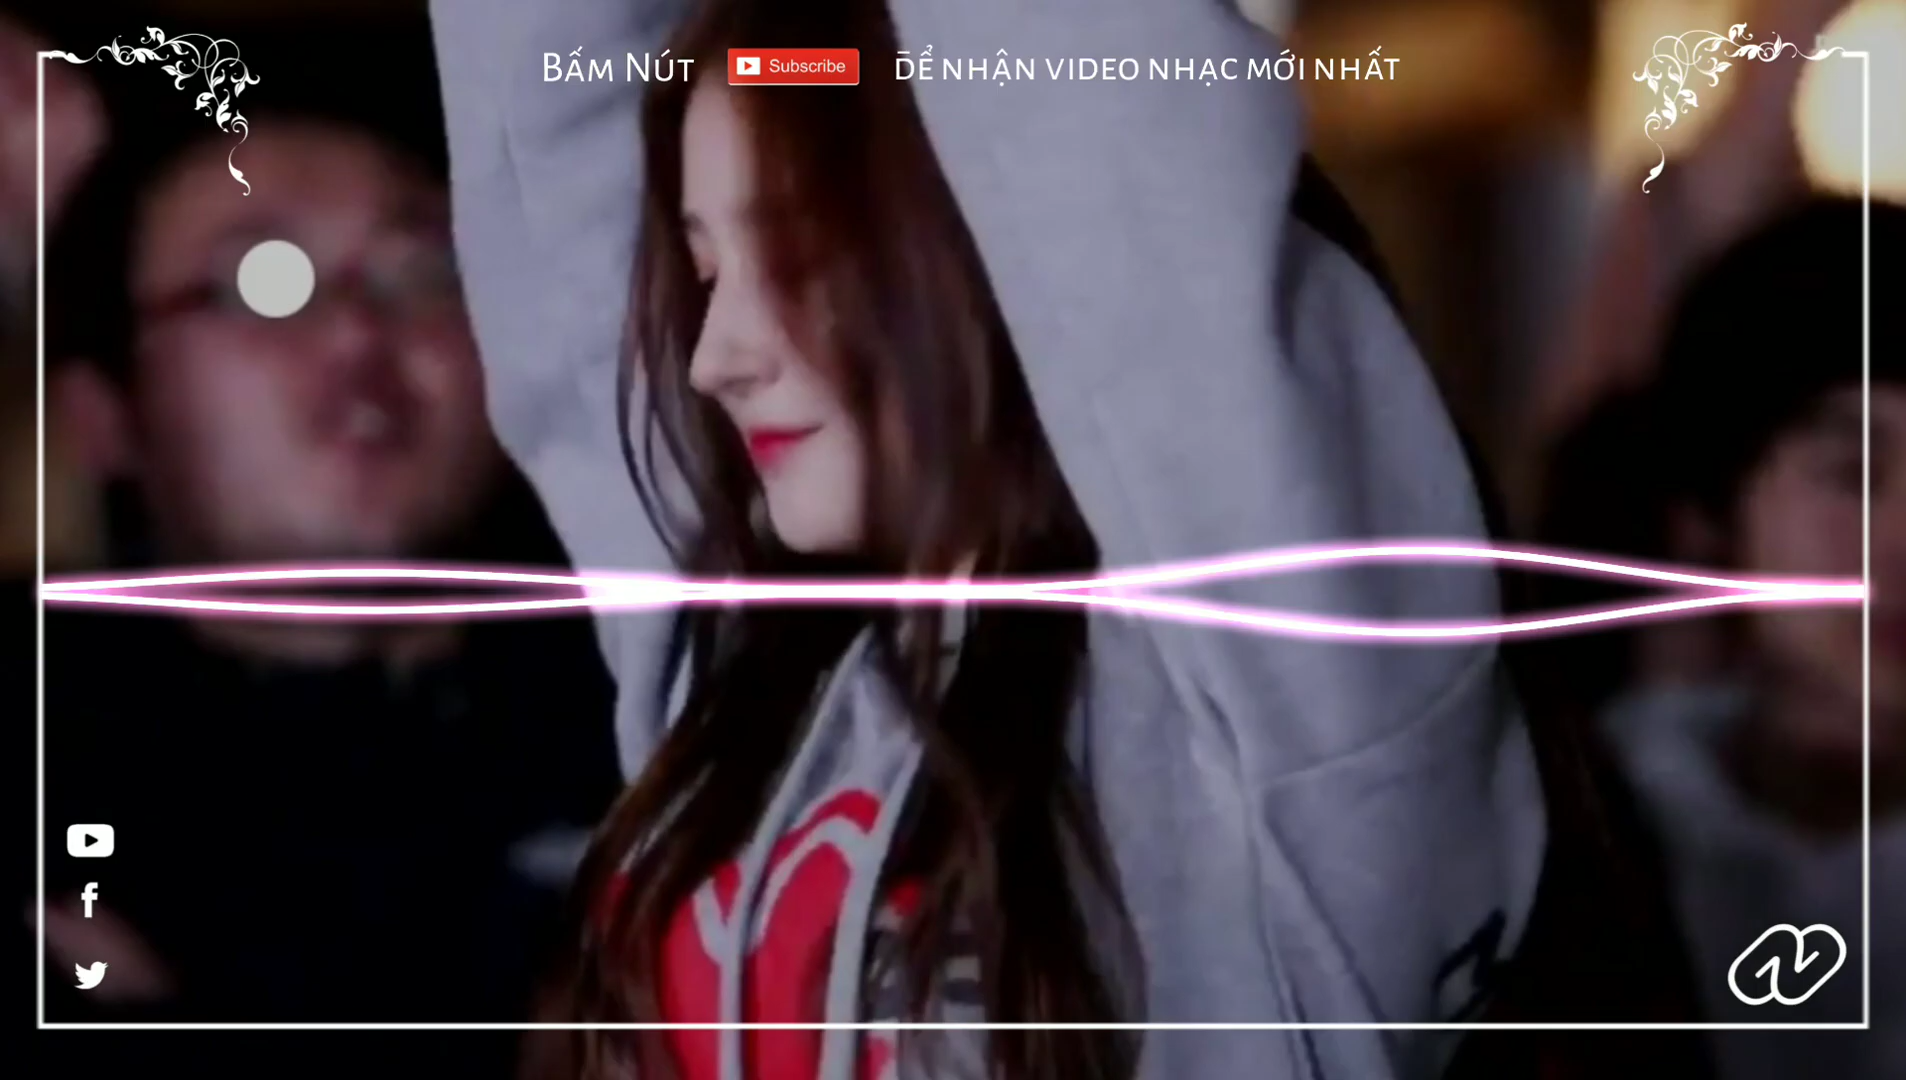 Bấm Nút Subscribe để nhận video nhạc mới nhất